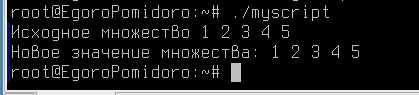 root@EgoroPomidoro:~# ./myscript
Исходное множество 1 2 3 4 5
Новое значение множества: 1 2 3 4 5
root@EgoroPomidoro:~#